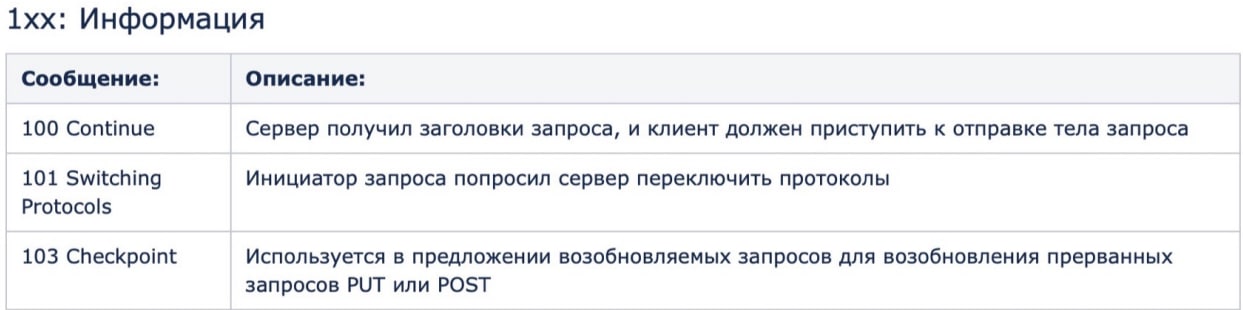 1xx: Информация
Сообщение:
Описание:
100 Continue
Сервер получил заголовки запроса, и клиент должен приступить к отправке тела запроса
101 Switching
Protocols
Инициатор запроса попросил сервер переключить протоколы
103 Checkpoint
Используется в предложении возобновляемых запросов для возобновления прерванных
запросов PUT или POST